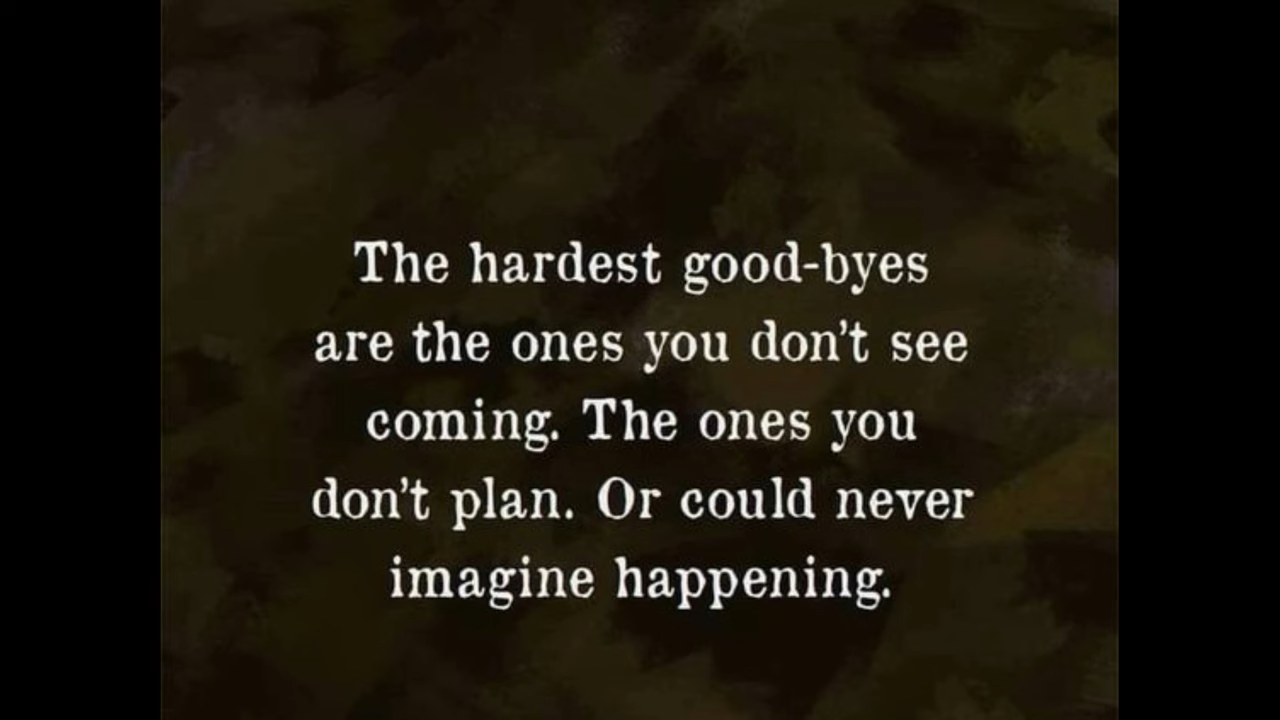 The hardest good-byes
are the ones you don't see
coming. The ones you
don't plan. Or could never
imagine happening.